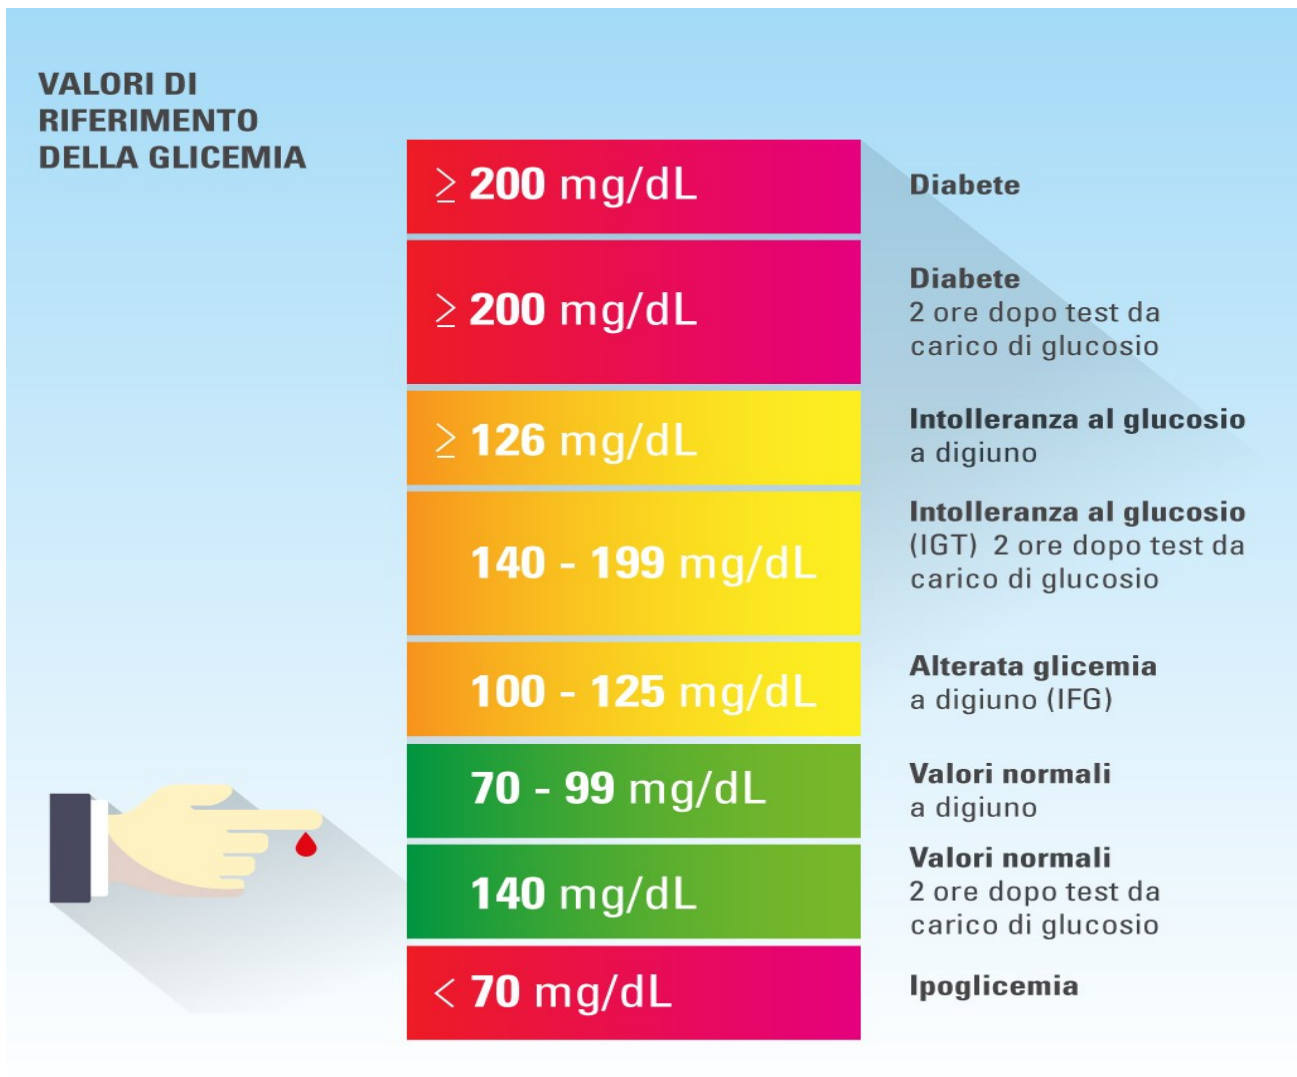 VALORI DI
RIFERIMENTO
DELLA GLICEMIA
≥ 200 mg/dL
Diabete
≥ 200 mg/dL
Diabete
2 ore dopo test da
carico di glucosio
≥ 126 mg/dL
Intolleranza al glucosio
a digiuno
140 - 199 mg/dL
Intolleranza al glucosio
(IGT) 2 ore dopo test da
carico di glucosio
100 - 125 mg/dL
Alterata glicemia
a digiuno (IFG)
70 - 99 mg/dL
Valori normali
a digiuno
140 mg/dL
Valori normali
2 ore dopo test da
carico di glucosio
< 70 mg/dL
Ipoglicemia